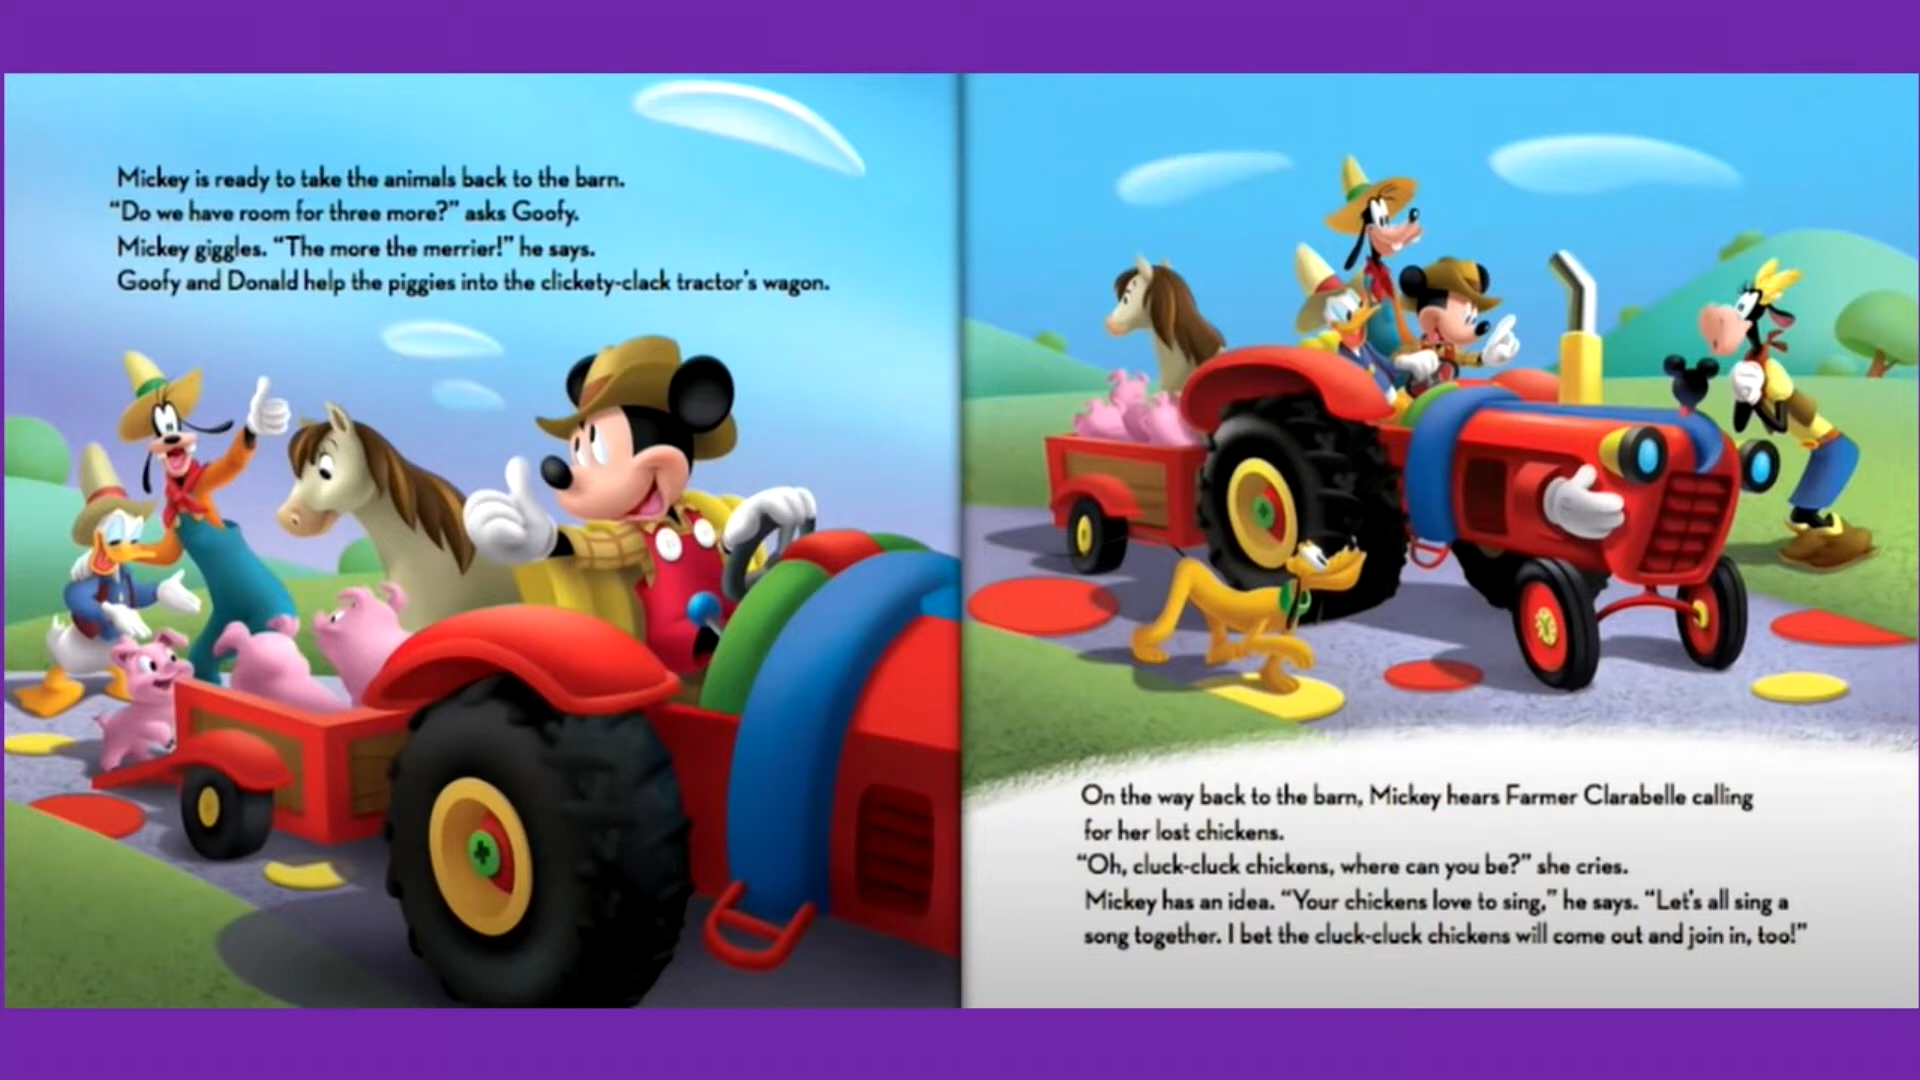 Mickey is ready to take the animals back to the barn.
“Do we have room for three more?” asks Goofy.
Mickey giggles. “The more the merrier!” he says.
Goofy and Donald help the piggies into the clickety-clack tractor’s wagon.
On the way back to the barn, Mickey hears Farmer Clarabelle calling
for her lost chickens.
“Oh, cluck-cluck chickens, where can you be?” she cries.
Mickey has an idea. “Your chickens love to sing,” he says. “Let’s all sing a
song together. I bet the cluck-cluck chickens will come out and join in, too!”